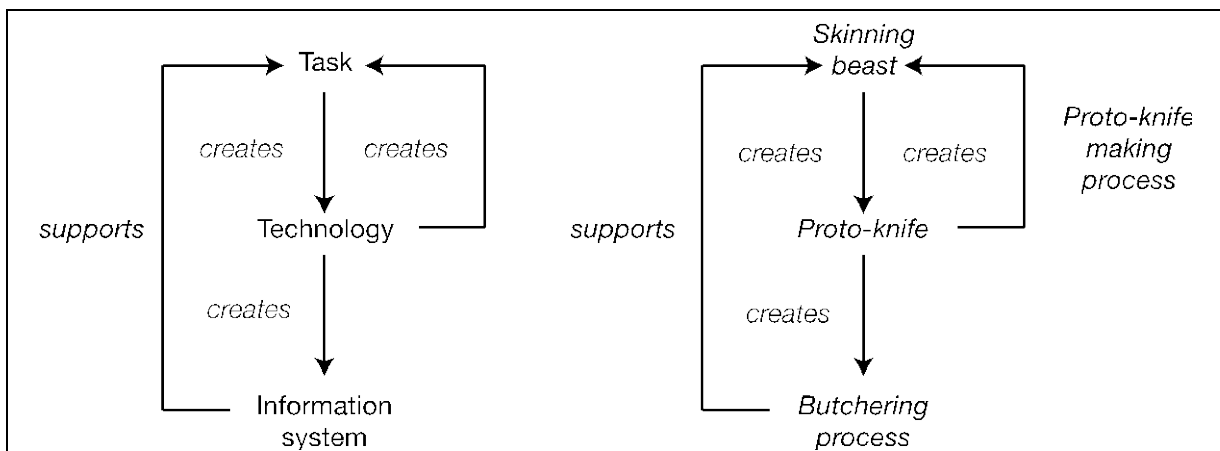 Task
creates
creates
supports
Technology
creates
Information
system
Skinning
beast
creates
creates
Proto-knife
making
process
supports
Proto-knife
creates
Butchering
process